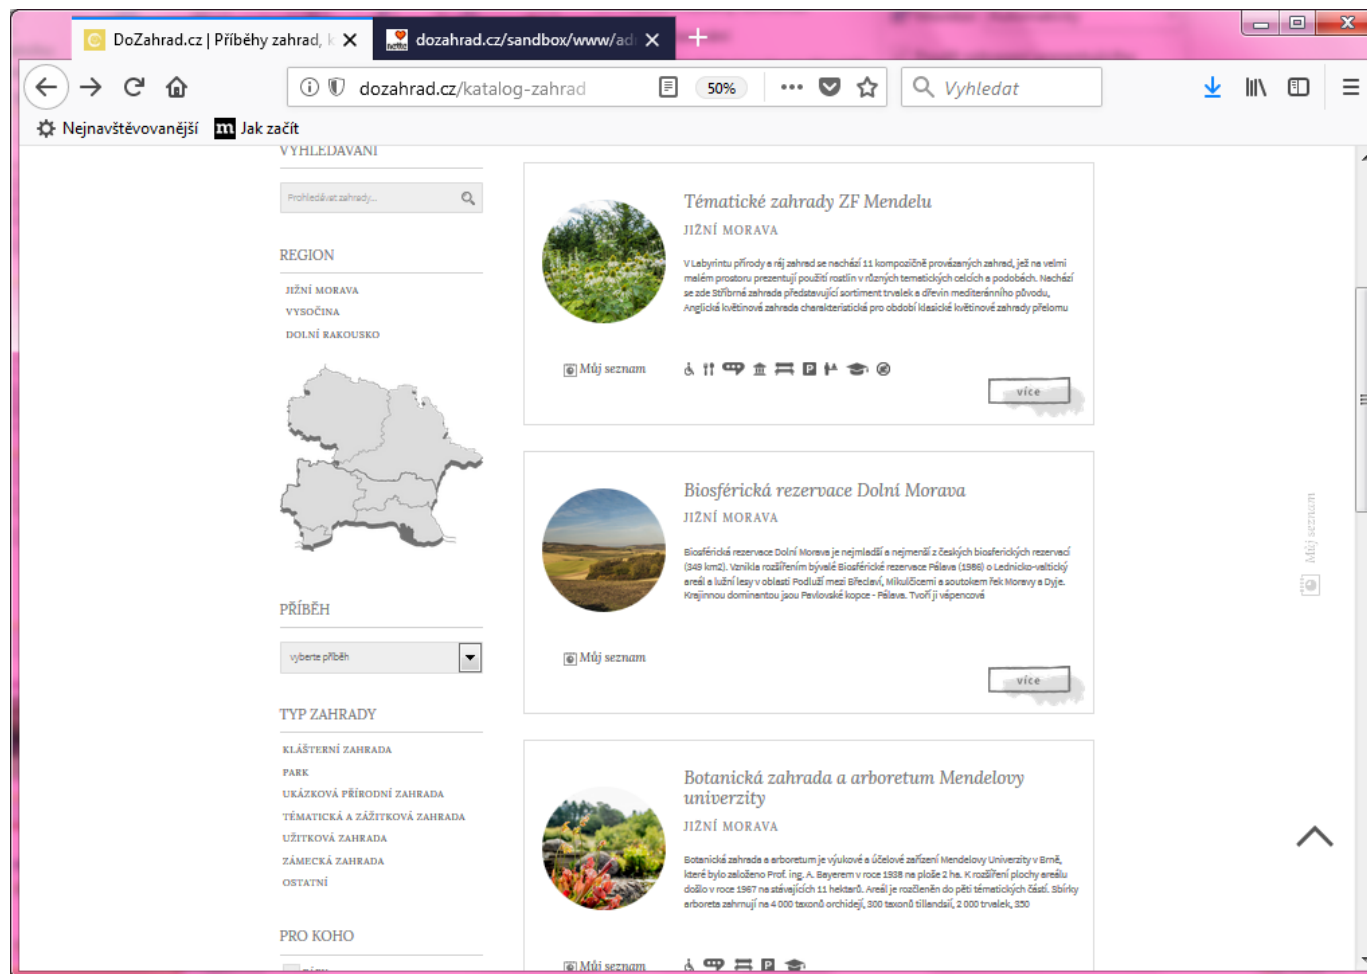 DoZahrad.cz | Příběhy zahrad, k
dozahrad.cz/sandbox/www/ad
dozahrad.cz/katalog-zahrad
50%
Vyhledat
Nejnavštěvovanější
m Jak začít
VYHLEDÁVÁNÍ
Prohledávat zahrady...
REGION
JIŽNÍ MORAVA
VYSOČINA
DOLNÍ RAKOUSKO
PŘÍBĚH
vyberte příběh
TYP ZAHRADY
KLÁŠTERNÍ ZAHRADA
PARK
UKÁZKOVÁ PŘÍRODNÍ ZAHRADA
TÉMATICKÁ A ZÁŽITKOVÁ ZAHRADA
UŽITKOVÁ ZAHRADA
ZÁMECKÁ ZAHRADA
OSTATNÍ
PRO KOHO
Tématické zahrady ZF Mendelu
JIŽNÍ MORAVA
V Labyrintu přírody a ráj zahrad se nachází 11 kompozičně provázaných zahrad, jež na velmi
malém prostoru prezentují použití rostlin v různých tematických celcích a podobách. Nachází
se zde Stříbrná zahrada představující sortiment trvalek a dřevin mediteránního původu,
Anglická květinová zahrada charakteristická pro období klasické květinové zahrady přelomu
Můj seznam
více
Biosférická rezervace Dolní Morava
JIŽNÍ MORAVA
Biosférická rezervace Dolní Morava je nejmladší a nejmenší z českých biosferických rezervací
(349 km2). Vznikla rozšířením bývalé Biosférické rezervace Pálava (1986) o Lednicko-valtický
areál a lužní lesy v oblasti Podluží mezi Břeclaví, Mikulčicemi a soutokem řek Moravy a Dyje.
Krajinnou dominantou jsou Pavlovské kopce - Pálava. Tvoří ji vápencové
Můj seznam
více
Botanická zahrada a arboretum Mendelovy
univerzity
JIŽNÍ MORAVA
Botanická zahrada a arboretum je výukové a účelové zařízení Mendelovy Univerzity v Brně,
které bylo založeno Prof. ing. A. Bayerem v roce 1938 na ploše 2 ha. K rozšíření plochy areálu
došlo v roce 1967 na stávajících 11 hektarů. Areál je rozčleněn do pěti tématických částí. Sbírky
arboreta zahrnují na 4 000 taxonů orchidejí, 300 taxonů tillandsií, 2 000 trvalek, 350
Můj seznam
Můj seznam